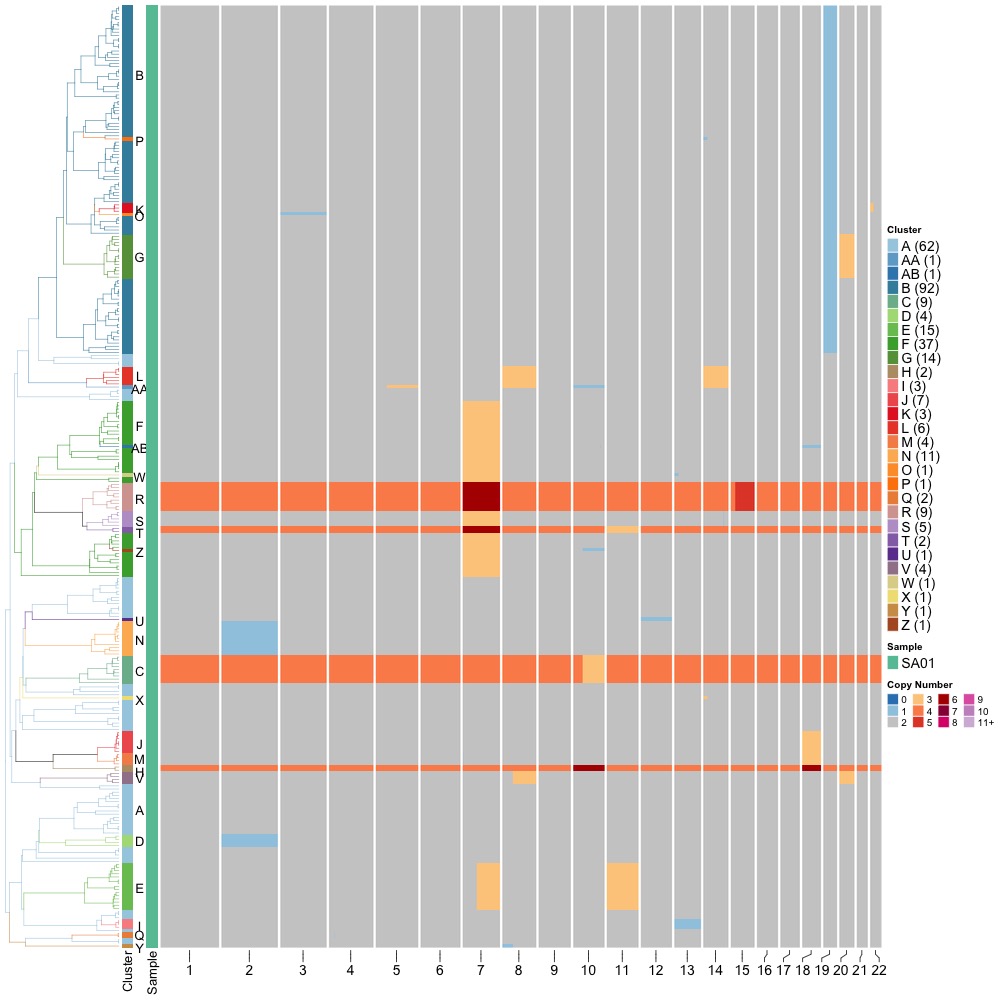 B
P
K
O
G
L
AA
F
AB
W
R
S
T
Z
U
N
C
X
J
M
H
V
A
D
E
I
Q
Y
Cluster
Sample
1 2 3 4 5 6 7 8 9 10 11 12 13 14 15 16 17 18 19 20 21 22
Cluster
A (62)
AA (1)
AB (1)
B (92)
C (9)
D (4)
E (15)
F (37)
G (14)
H (2)
I (3)
J (7)
K (3)
L (6)
M (4)
N (11)
O (1)
P (1)
Q (2)
R (9)
S (5)
T (2)
U (1)
V (4)
W (1)
X (1)
Y (1)
Z (1)
Sample
SA01
Copy Number
0 3 6 9
1 4 7 10
2 5 8 11+